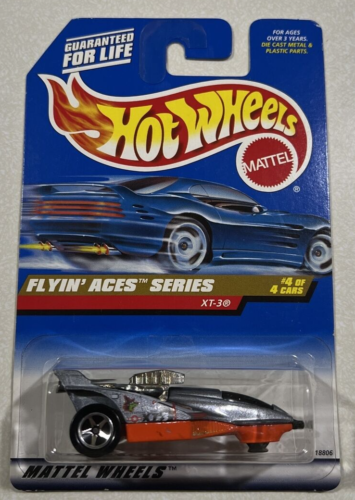 GUARANTEED
FOR LIFE
FOR AGES
OVER 3 YEARS.
DIE CAST METAL &
PLASTIC PARTS.
Hot Wheels
MATTEL
®
FLYIN' ACES™ SERIES
#4 OF
4 CARS
XT-3®
18806
MATTEL WHEELS™